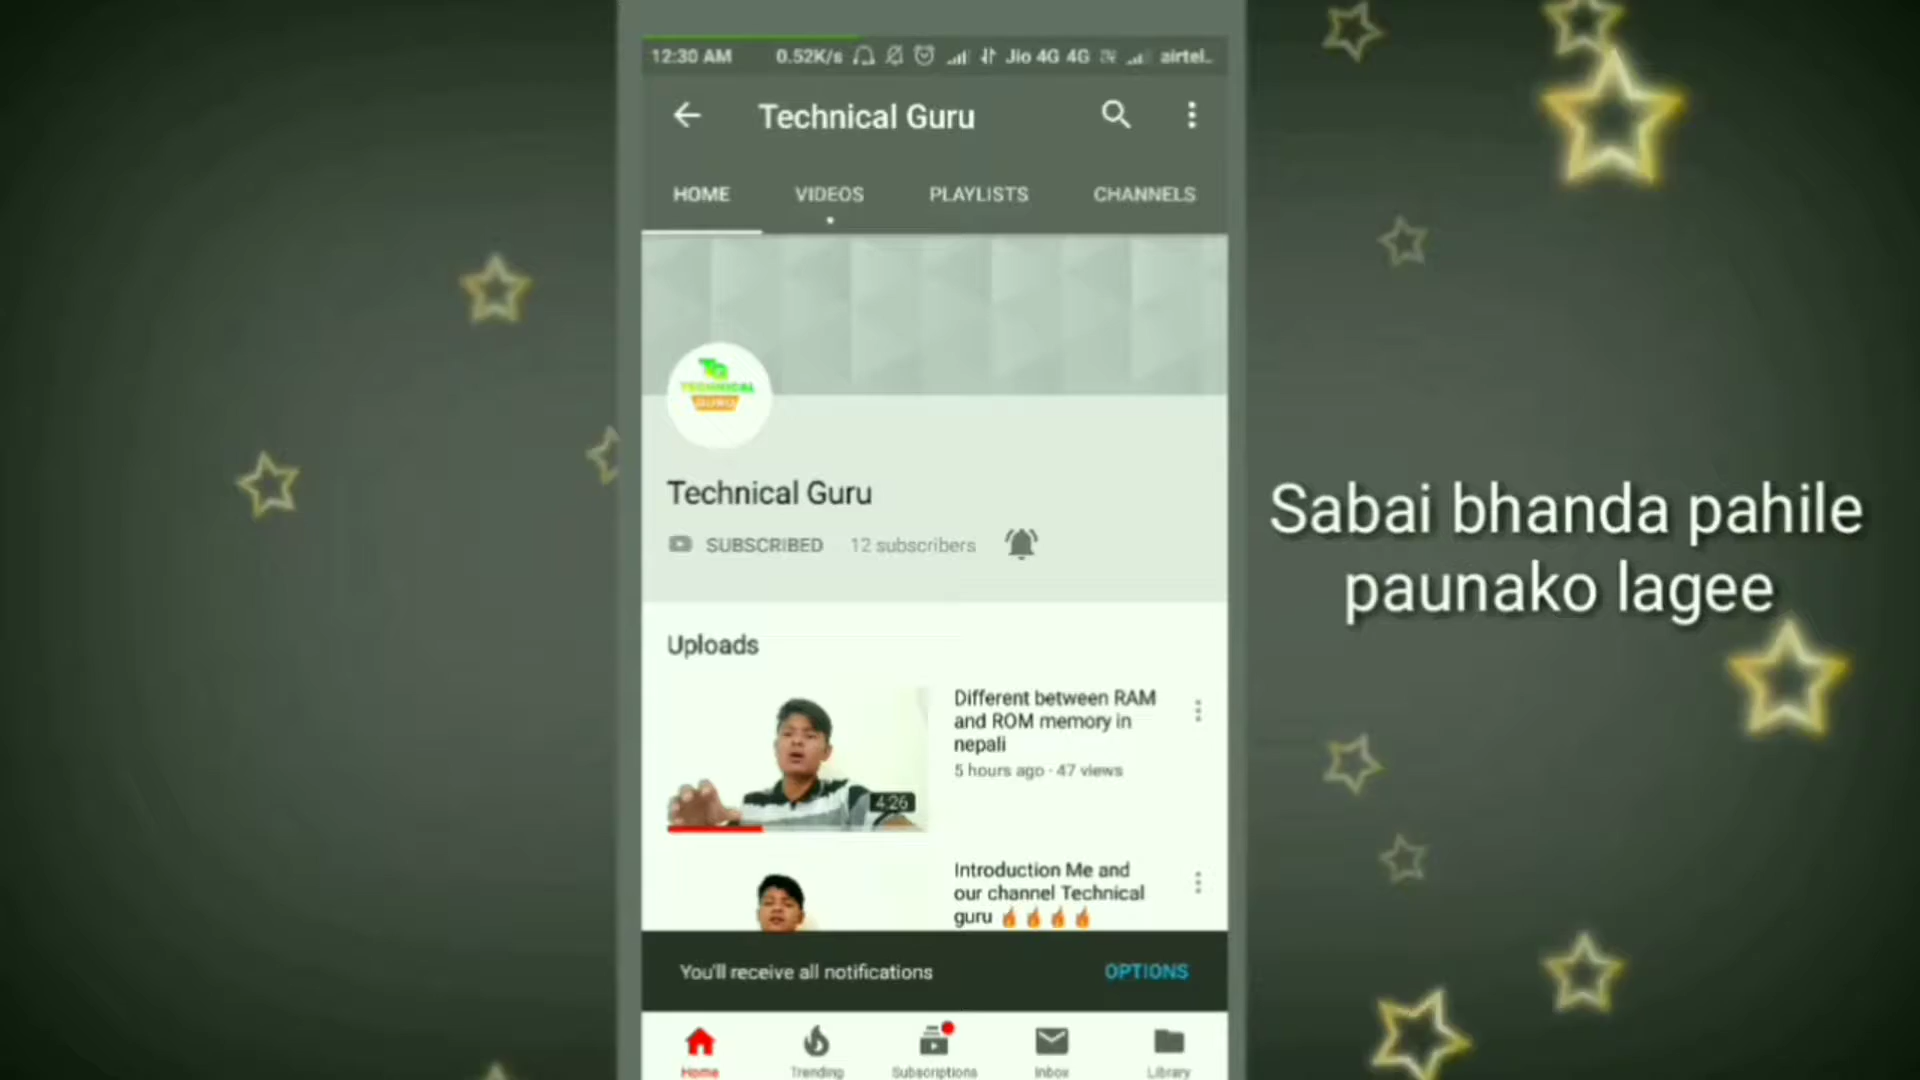 12:30 AM 0.52K/s Jio 4G 4G airtel...
Technical Guru
HOME VIDEOS PLAYLISTS CHANNELS
TG
TECHNICAL
GURU
Technical Guru
SUBSCRIBED 12 subscribers
Sabai bhanda pahile
paunako lagee
Uploads
Different between RAM
and ROM memory in
nepali
5 hours ago · 47 views
4:26
Introduction Me and
our channel Technical
guru 🔥🔥🔥🔥
You'll receive all notifications OPTIONS
Home Trending Subscriptions Inbox Library